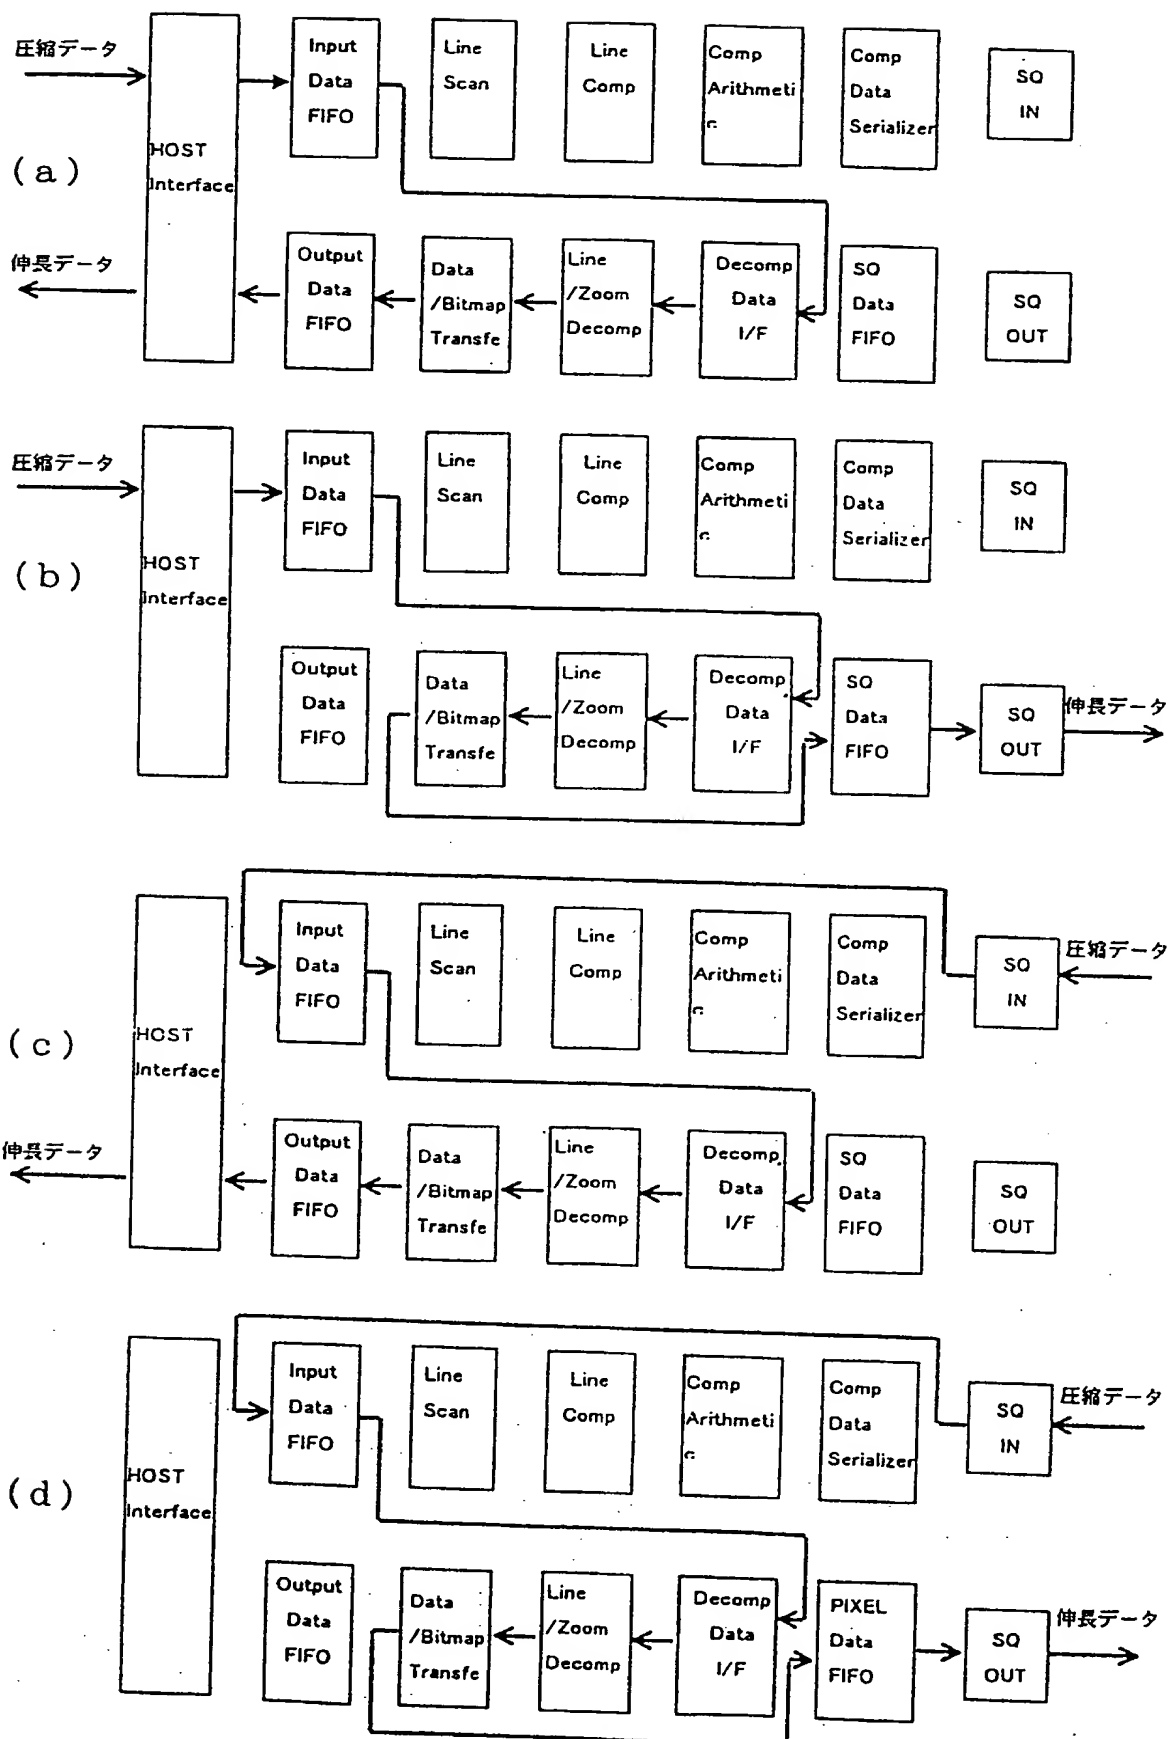 (a)
圧縮データ
伸長データ
HOST
Interface
Input
Data
FIFO
Line
Scan
Line
Comp
Comp
Arithmeti
c
Comp
Data
Serializer
SQ
IN
Output
Data
FIFO
Data
/Bitmap
Transfe
Line
/Zoom
Decomp
Decomp
Data
I/F
SQ
Data
FIFO
SQ
OUT
(b)
圧縮データ
HOST
Interface
Input
Data
FIFO
Line
Scan
Line
Comp
Comp
Arithmeti
c
Comp
Data
Serializer
SQ
IN
Output
Data
FIFO
Data
/Bitmap
Transfe
Line
/Zoom
Decomp
Decomp
Data
I/F
SQ
Data
FIFO
SQ
OUT
伸長データ
(c)
HOST
Interface
伸長データ
Input
Data
FIFO
Line
Scan
Line
Comp
Comp
Arithmeti
c
Comp
Data
Serializer
SQ
IN
圧縮データ
Output
Data
FIFO
Data
/Bitmap
Transfe
Line
/Zoom
Decomp
Decomp
Data
I/F
SQ
Data
FIFO
SQ
OUT
(d)
HOST
Interface
Input
Data
FIFO
Line
Scan
Line
Comp
Comp
Arithmeti
c
Comp
Data
Serializer
SQ
IN
圧縮データ
Output
Data
FIFO
Data
/Bitmap
Transfe
Line
/Zoom
Decomp
Decomp
Data
I/F
PIXEL
Data
FIFO
SQ
OUT
伸長データ